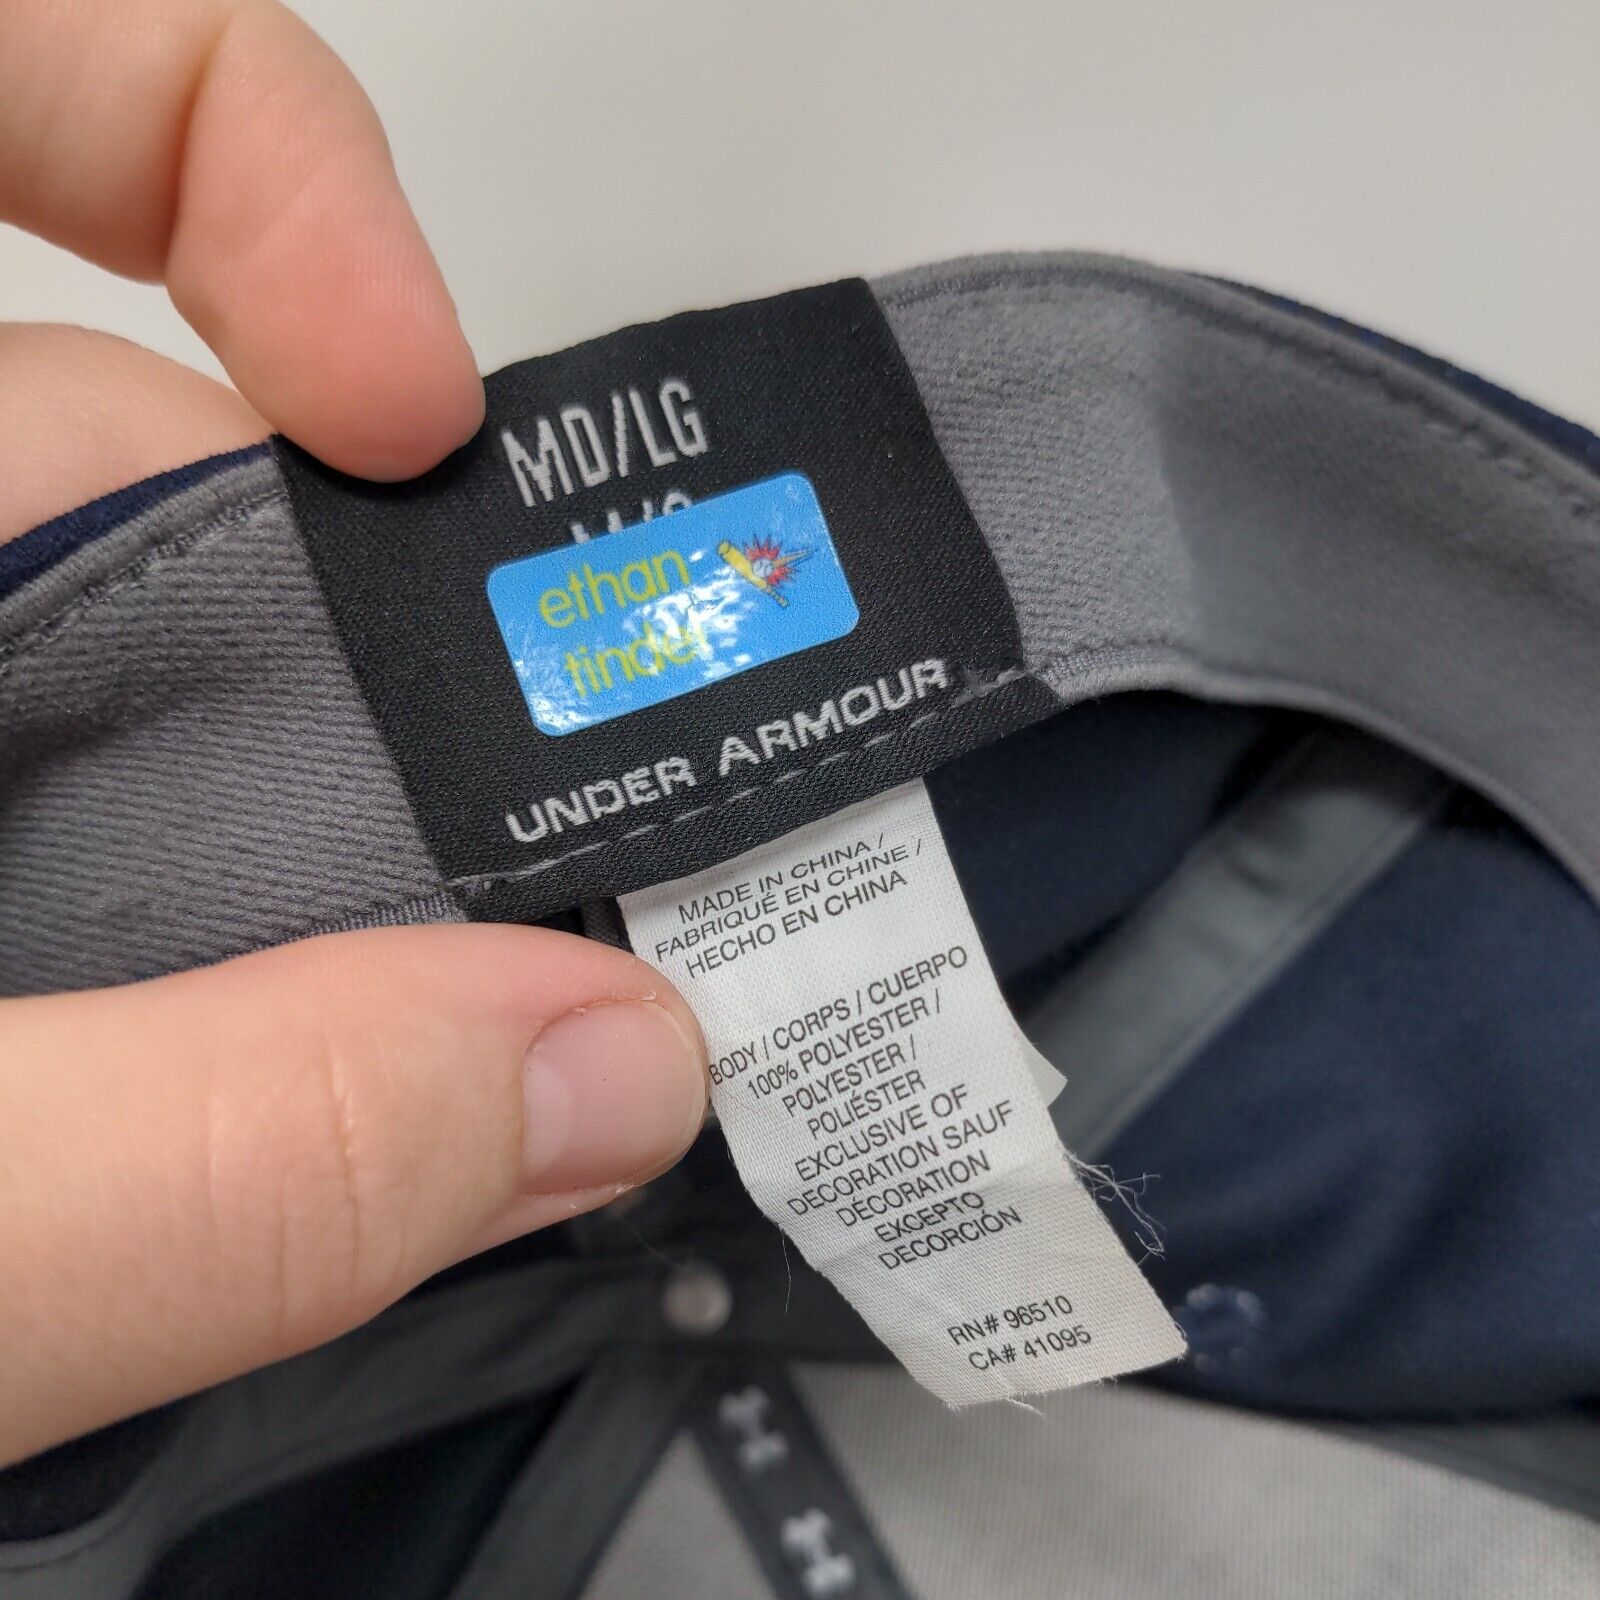 MD/LG
ethan
tinder
UNDER ARMOUR
MADE IN CHINA /
FABRIQUÉ EN CHINE /
HECHO EN CHINA
BODY / CORPS / CUERPO
100% POLYESTER /
POLYESTER /
POLIÉSTER
EXCLUSIVE OF
DECORATION SAUF
DÉCORATION
EXCEPTO
DECORCIÓN
RN# 96510
CA# 41095